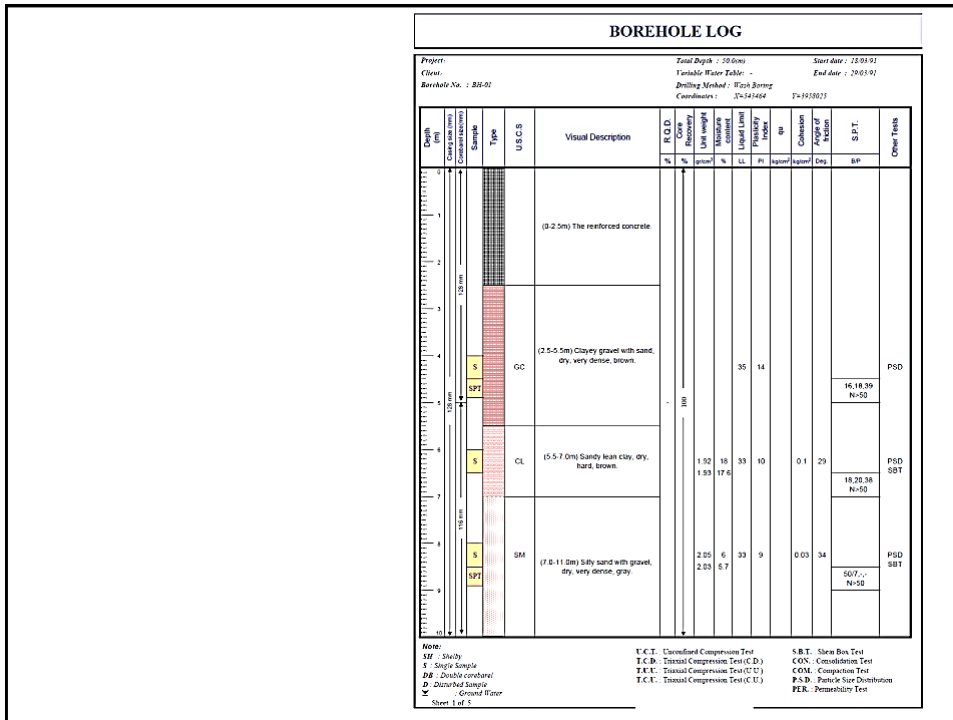 BOREHOLE LOG
Project:
Client:
Borehole No. : BH-01
Total Depth : 50.0(m)
Variable Water Table: -
Drilling Method : Wash Boring
Coordinates : X=543464 Y=3958025
Start date : 18/03/91
End date : 29/03/91
Depth (m)
Casing size (mm)
Corebarel size (mm)
Sample
Type
U.S.C.S
Visual Description
R.Q.D.
Core Recovery
Unit weight
Moisture content
Liquid Limit
Plasticity Index
qu
Cohesion
Angle of friction
S.P.T.
Other Tests
% % gr/cm³ % LL PI kg/cm² kg/cm² Deg. B/P
0
1
2
3
4
5
6
7
8
9
10
128 mm
128 mm
116 mm
(0-2.5m) The reinforced concrete.
(2.5-5.5m) Clayey gravel with sand,
dry, very dense, brown.
S
SPT
GC
- 100
35 14
16,18,39
N>50
PSD
(5.5-7.0m) Sandy lean clay, dry,
hard, brown.
S
CL
1.92 18 33 10 0.1 29
1.93 17.6
18,20,38
N>50
PSD
SBT
(7.0-11.0m) Silty sand with gravel,
dry, very dense, gray.
S
SPT
SM
2.05 6 33 9 0.03 34
2.03 5.7
50/7,-,-
N>50
PSD
SBT
Note:
SH : Shelby
S : Single Sample
DB : Double corebarel
D : Disturbed Sample
: Ground Water
Sheet 1 of 5
U.C.T. : Unconfined Compression Test
T.C.D. : Triaxial Compression Test (C.D.)
T.U.U. : Triaxial Compression Test (U.U.)
T.C.U. : Triaxial Compression Test (C.U.)
S.B.T. : Shear Box Test
CON. : Consolidation Test
COM. : Compaction Test
P.S.D. : Particle Size Distribution
PER. : Permeability Test